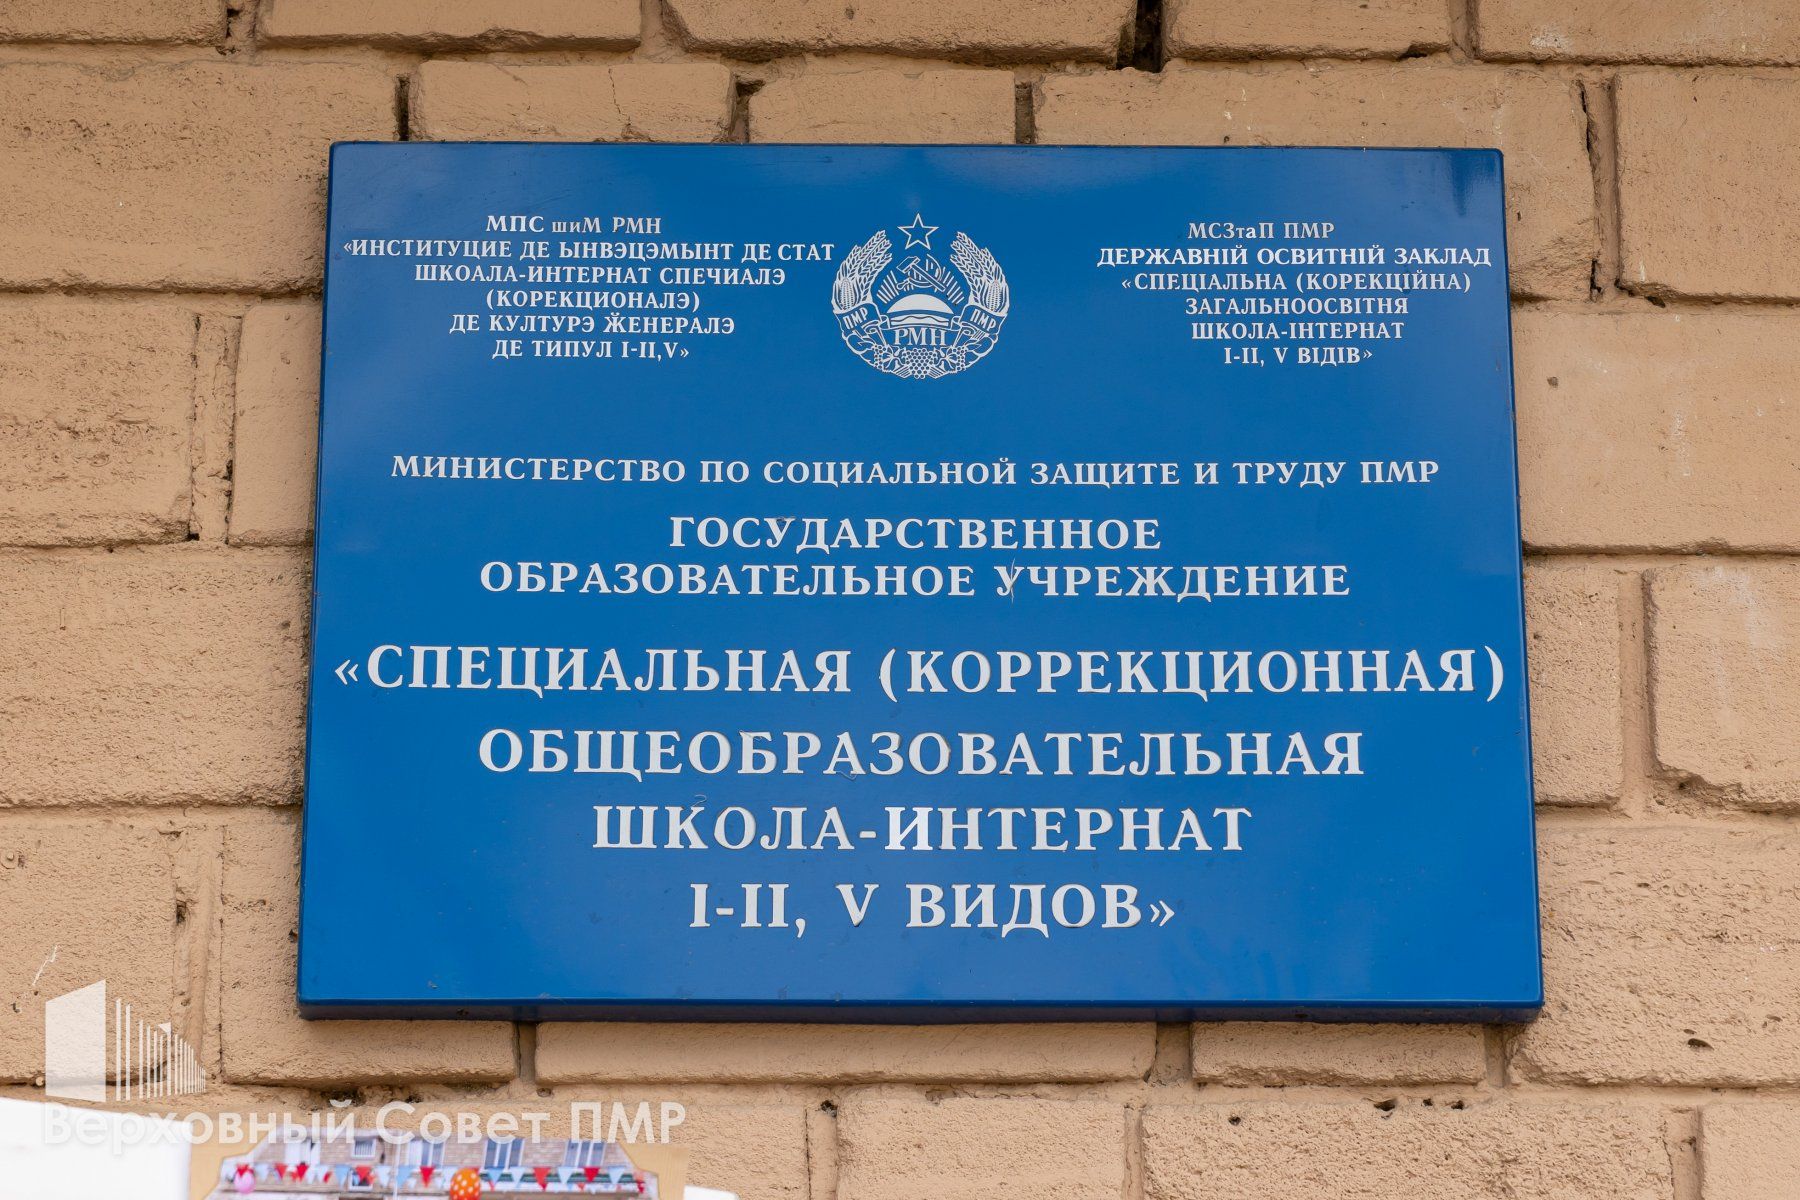 МПС шиМ РМН
«ИНСТИТУЦИЕ ДЕ ЫНВЭЦЭМЫНТ ДЕ СТАТ
ШКОАЛА-ИНТЕРНАТ СПЕЧИАЛЭ
(КОРЕКЦИОНАЛЭ)
ДЕ КУЛТУРЭ ӁЕНЕРАЛЭ
ДЕ ТИПУЛ I-II,V»
ПМР
ПМР
РМН
МСЗтаП ПМР
ДЕРЖАВНІЙ ОСВІТНІЙ ЗАКЛАД
«СПЕЦІАЛЬНА (КОРЕКЦІЙНА)
ЗАГАЛЬНООСВІТНЯ
ШКОЛА-ІНТЕРНАТ
I-II, V ВІДІВ»
МИНИСТЕРСТВО ПО СОЦИАЛЬНОЙ ЗАЩИТЕ И ТРУДУ ПМР
ГОСУДАРСТВЕННОЕ
ОБРАЗОВАТЕЛЬНОЕ УЧРЕЖДЕНИЕ
«СПЕЦИАЛЬНАЯ (КОРРЕКЦИОННАЯ)
ОБЩЕОБРАЗОВАТЕЛЬНАЯ
ШКОЛА-ИНТЕРНАТ
I-II, V ВИДОВ»
Верховный Совет ПМР